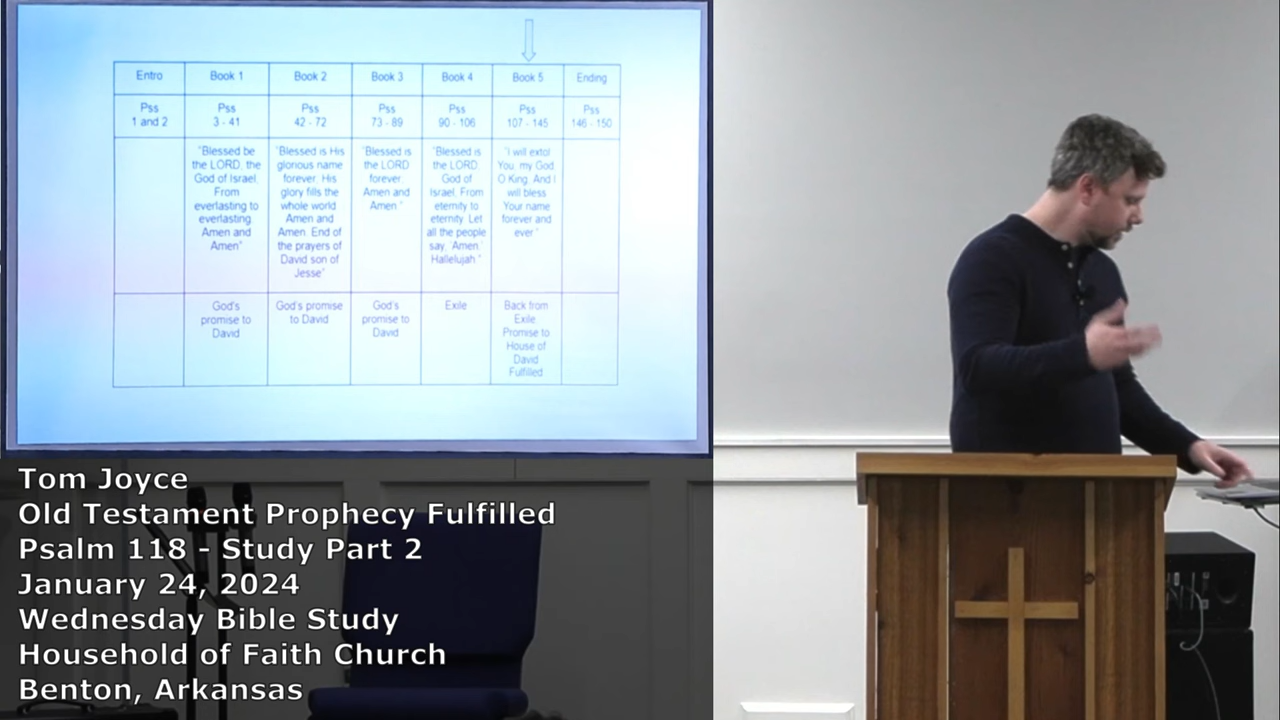 Entro
Book 1
Book 2
Book 3
Book 4
Book 5
Ending
Pss
1 and 2
Pss
3 - 41
Pss
42 - 72
Pss
73 - 89
Pss
90 - 106
Pss
107 - 145
Pss
146 - 150
"Blessed be
the LORD, the
God of Israel,
From
everlasting to
everlasting
Amen and
Amen"
"Blessed is His
glorious name
forever, His
glory fills the
whole world
Amen and
Amen. End of
the prayers of
David son of
Jesse"
"Blessed is
the LORD
forever
Amen and
Amen "
"Blessed is
the LORD,
God of
Israel, From
eternity to
eternity. Let
all the people
say, 'Amen.'
Hallelujah "
"I will extol
You, my God
O King, And I
will bless
Your name
forever and
ever"
God's
promise to
David
God's promise
to David
God's
promise to
David
Exile
Back from
Exile
Promise to
House of
David
Fulfilled
Tom Joyce
Old Testament Prophecy Fulfilled
Psalm 118 - Study Part 2
January 24, 2024
Wednesday Bible Study
Household of Faith Church
Benton, Arkansas